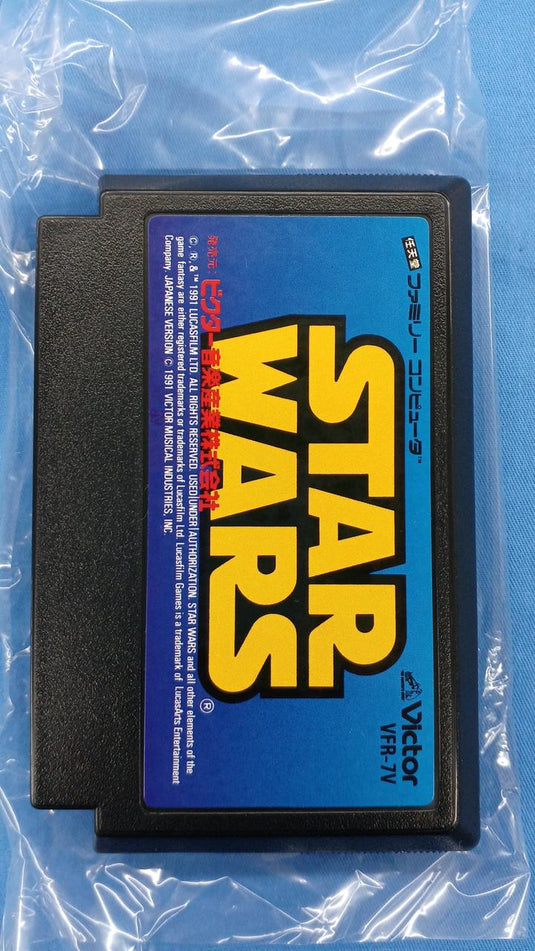 任天堂 ファミリー コンピュータ™
Victor
VFR-7V
STAR
WARS®
発売元: ビクター音楽産業株式会社
©, ®, & ™ 1991 LUCASFILM LTD. ALL RIGHTS RESERVED. USED UNDER AUTHORIZATION. STAR WARS and all other elements of the
game fantasy are either registered trademarks or trademarks of Lucasfilm Ltd. Lucasfilm Games is a trademark of LucasArts Entertainment
Company. JAPANESE VERSION © 1991 VICTOR MUSICAL INDUSTRIES, INC.